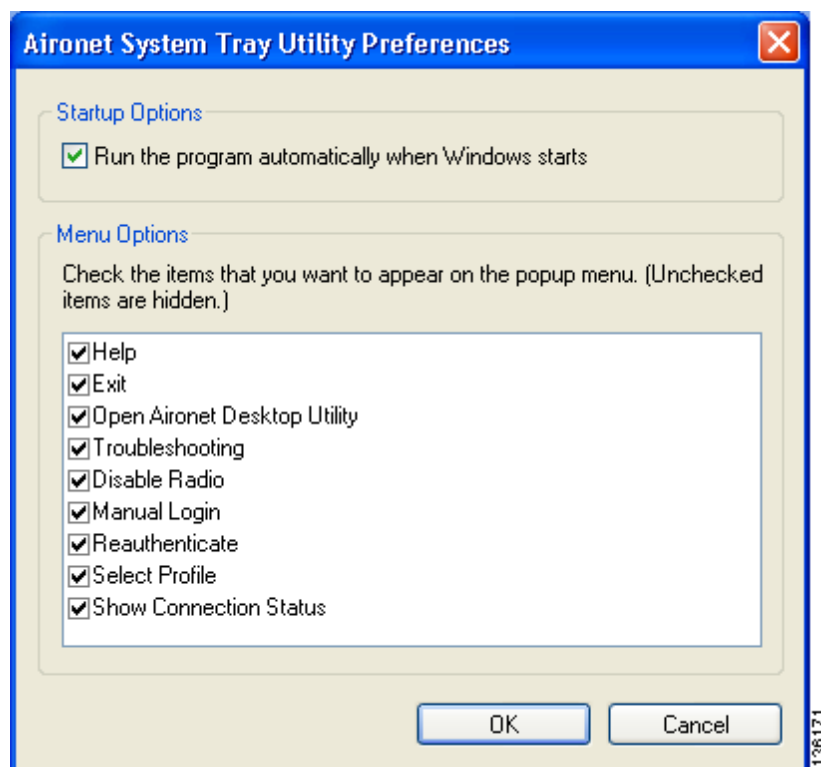 Aironet System Tray Utility Preferences
Startup Options
Run the program automatically when Windows starts
Menu Options
Check the items that you want to appear on the popup menu. (Unchecked
items are hidden.)
Help
Exit
Open Aironet Desktop Utility
Troubleshooting
Disable Radio
Manual Login
Reauthenticate
Select Profile
Show Connection Status
OK
Cancel
136171